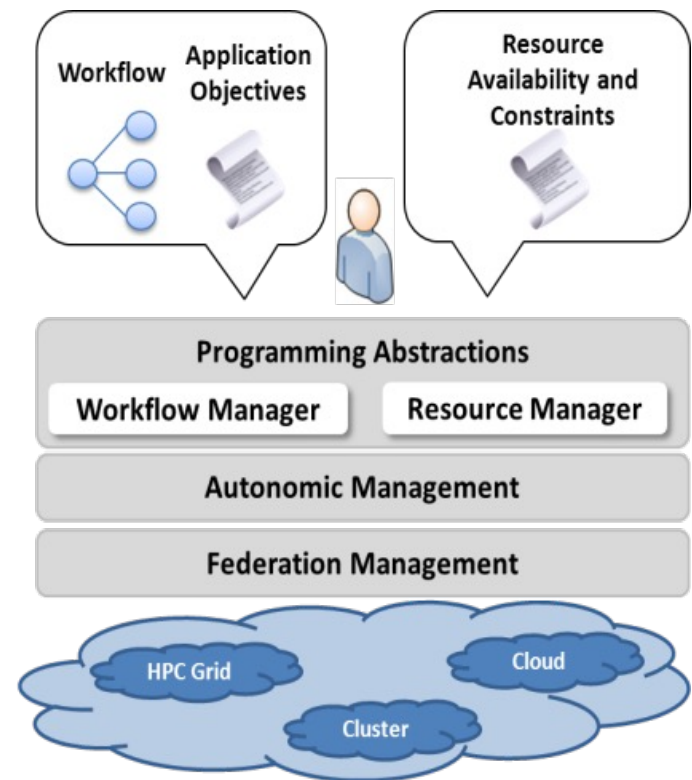 Workflow
Application
Objectives
Resource
Availability and
Constraints
Programming Abstractions
Workflow Manager
Resource Manager
Autonomic Management
Federation Management
HPC Grid
Cloud
Cluster